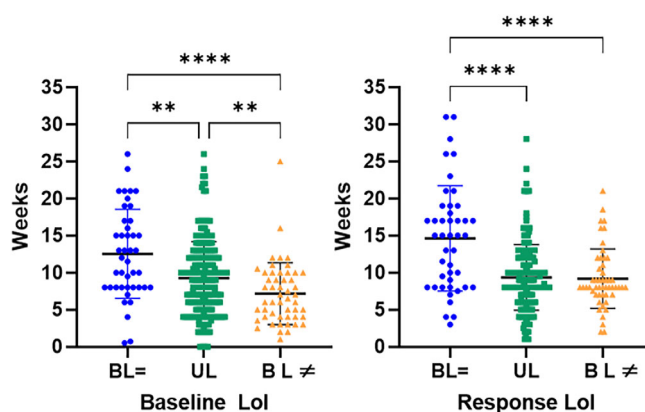 **** ****
** ** ****
35 35
30 30
25 25
20 20
15 15
10 10
5 5
0 0
Weeks Weeks
BL= UL B L ≠ BL= UL B L ≠
Baseline LoI Response LoI